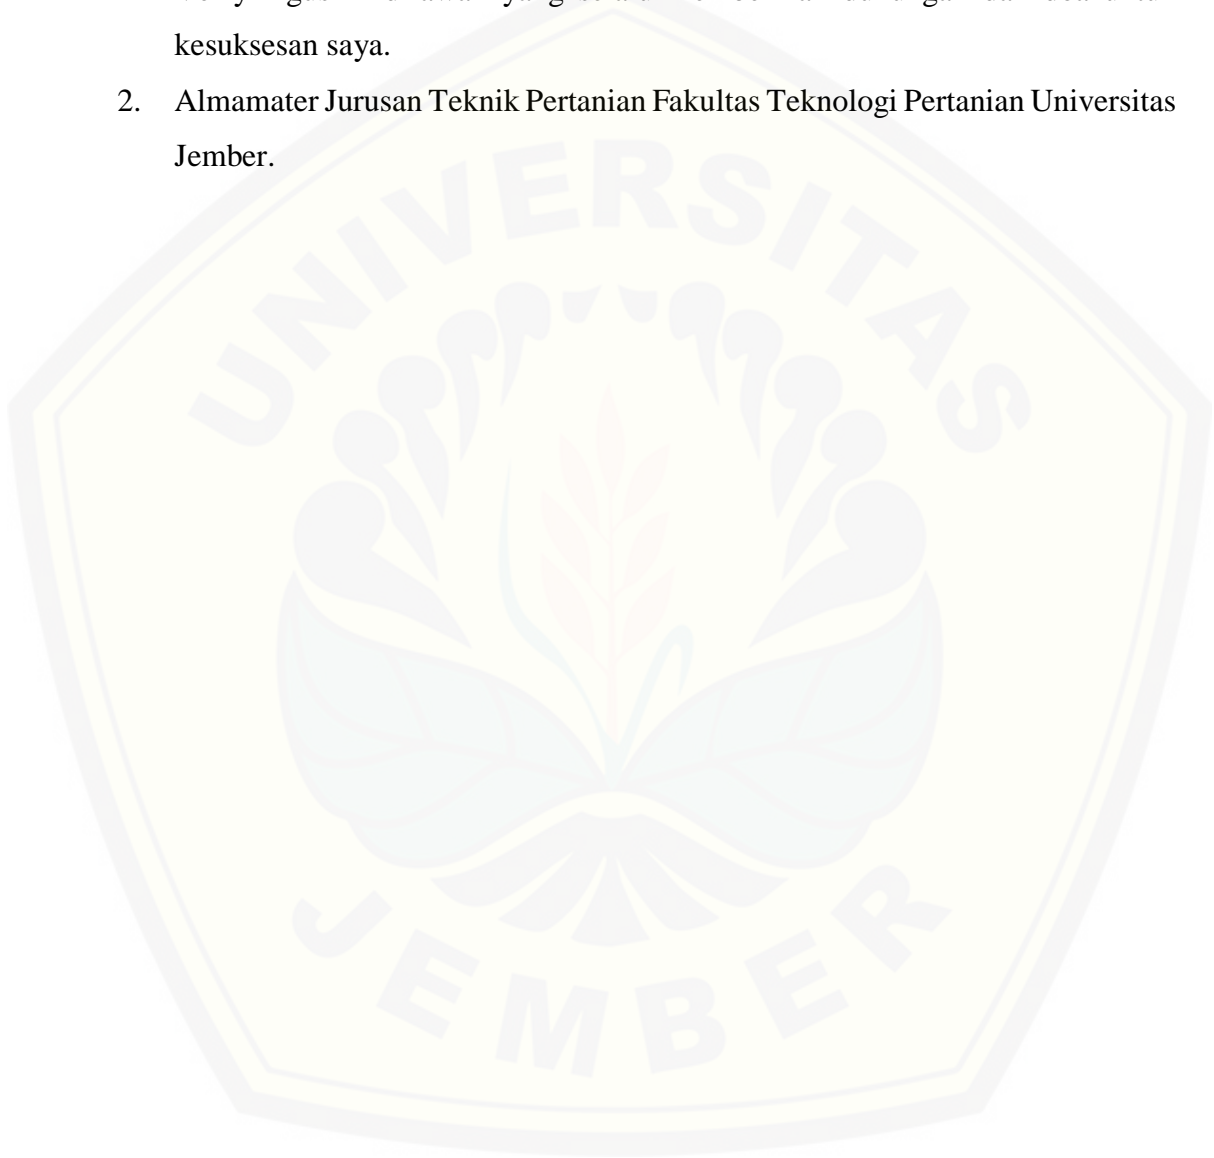 kesuksesan saya.
2. Almamater Jurusan Teknik Pertanian Fakultas Teknologi Pertanian Universitas
Jember.
UNIVERSITAS
JEMBER